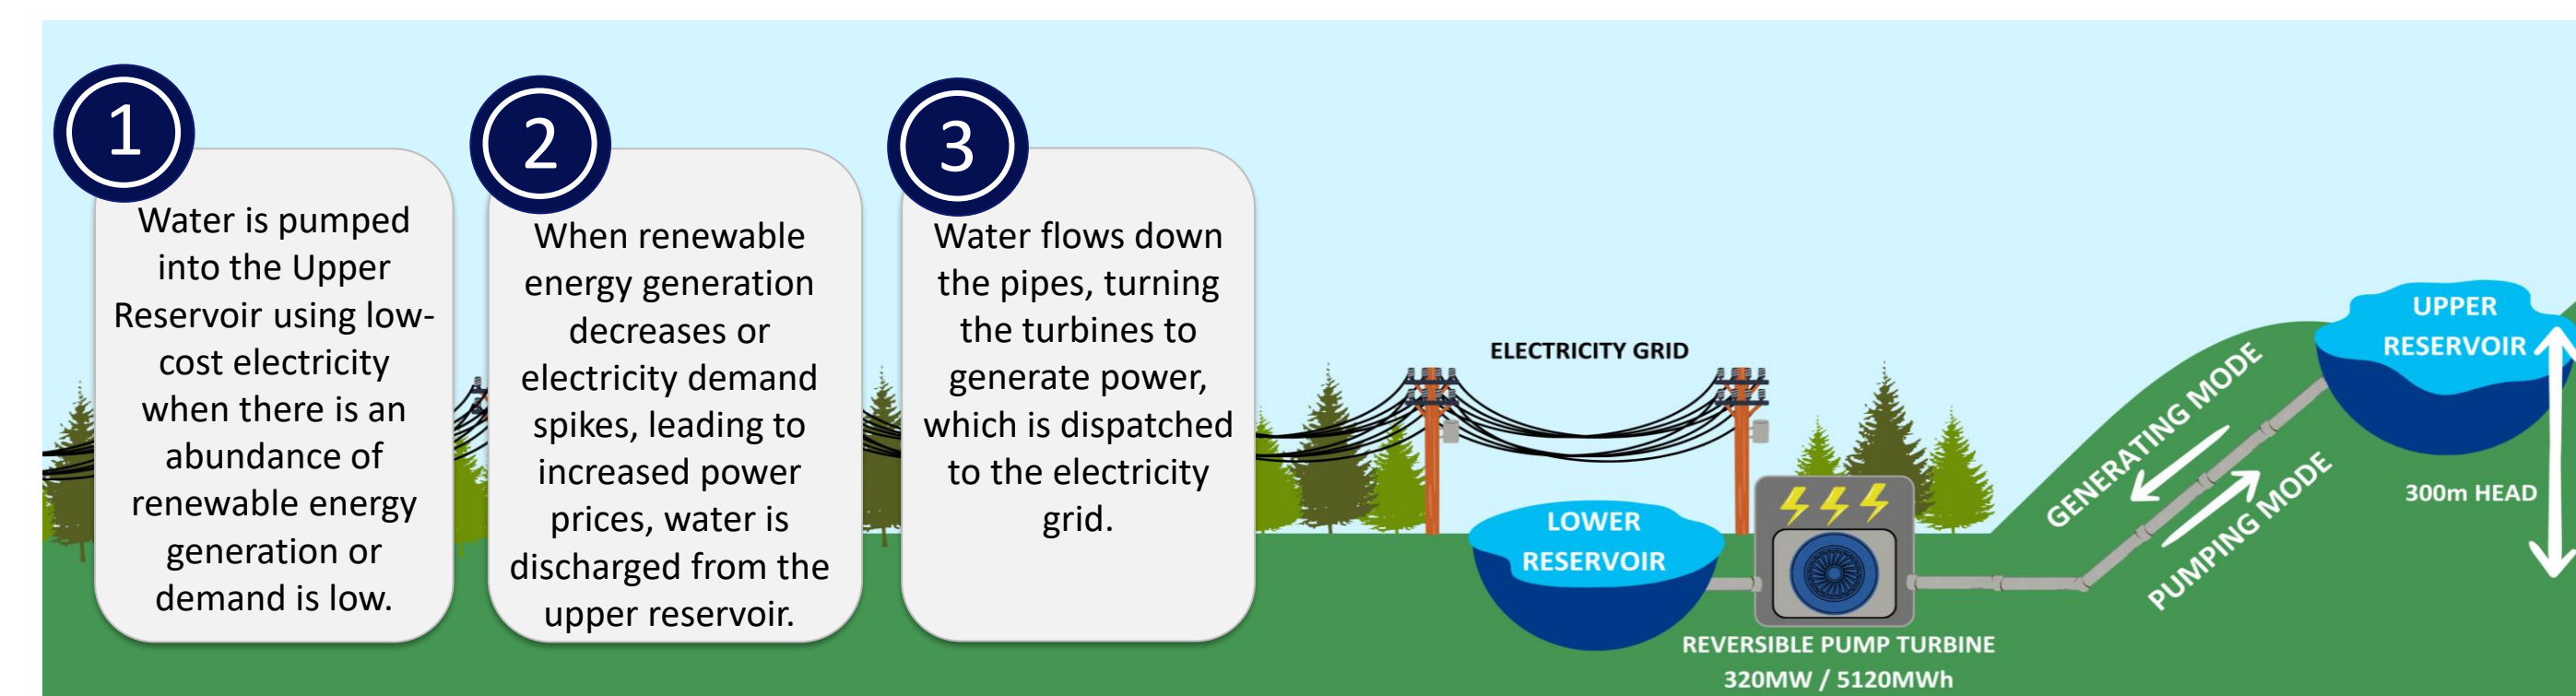 1
Water is pumped
into the Upper
Reservoir using low-
cost electricity
when there is an
abundance of
renewable energy
generation or
demand is low.
2
When renewable
energy generation
decreases or
electricity demand
spikes, leading to
increased power
prices, water is
discharged from the
upper reservoir.
3
Water flows down
the pipes, turning
the turbines to
generate power,
which is dispatched
to the electricity
grid.
ELECTRICITY GRID
LOWER
RESERVOIR
REVERSIBLE PUMP TURBINE
320MW / 5120MWh
GENERATING MODE
PUMPING MODE
UPPER
RESERVOIR
300m HEAD